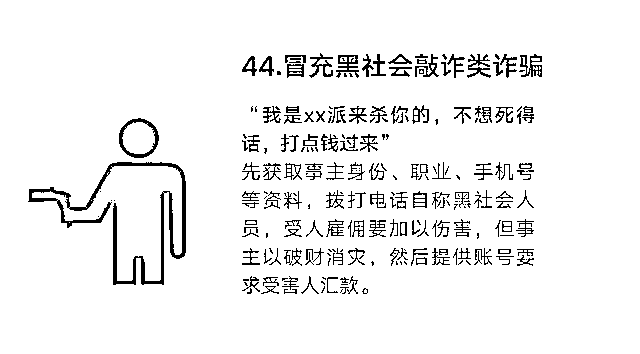 44.冒充黑社会敲诈类诈骗
“我是xx派来杀你的，不想死得
话，打点钱过来”
先获取事主身份、职业、手机号
等资料，拨打电话自称黑社会人
员，受人雇佣要加以伤害，但事
主以破财消灾，然后提供账号要
求受害人汇款。